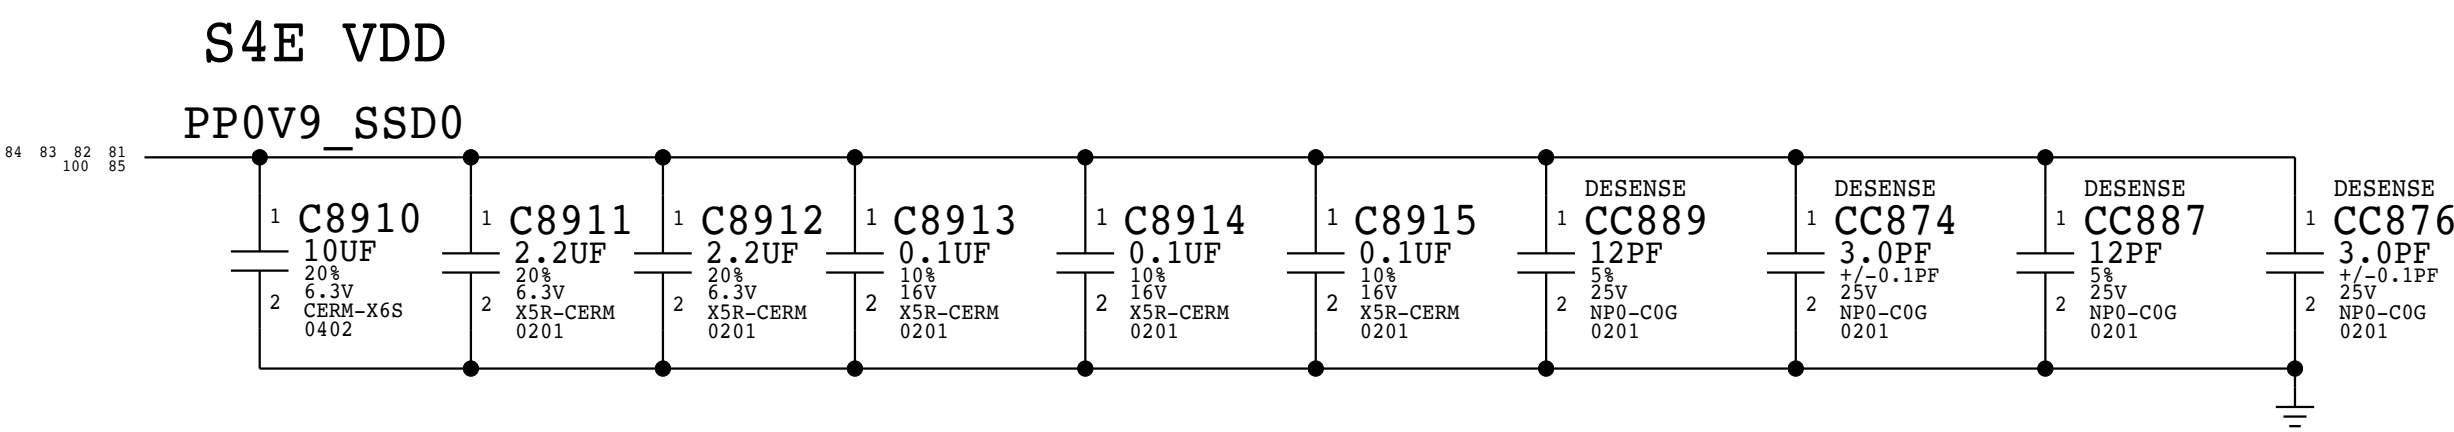 S4E VDD
PP0V9_SSD0
84 83 82 81
100 85
1 C8910
10UF
20%
6.3V
2 CERM-X6S
0402
1 C8911
2.2UF
20%
6.3V
2 X5R-CERM
0201
1 C8912
2.2UF
20%
6.3V
2 X5R-CERM
0201
1 C8913
0.1UF
10%
16V
2 X5R-CERM
0201
1 C8914
0.1UF
10%
16V
2 X5R-CERM
0201
1 C8915
0.1UF
10%
16V
2 X5R-CERM
0201
DESENSE
1 CC889
12PF
5%
25V
2 NP0-C0G
0201
DESENSE
1 CC874
3.0PF
+/-0.1PF
25V
2 NP0-C0G
0201
DESENSE
1 CC887
12PF
5%
25V
2 NP0-C0G
0201
DESENSE
1 CC876
3.0PF
+/-0.1PF
25V
2 NP0-C0G
0201